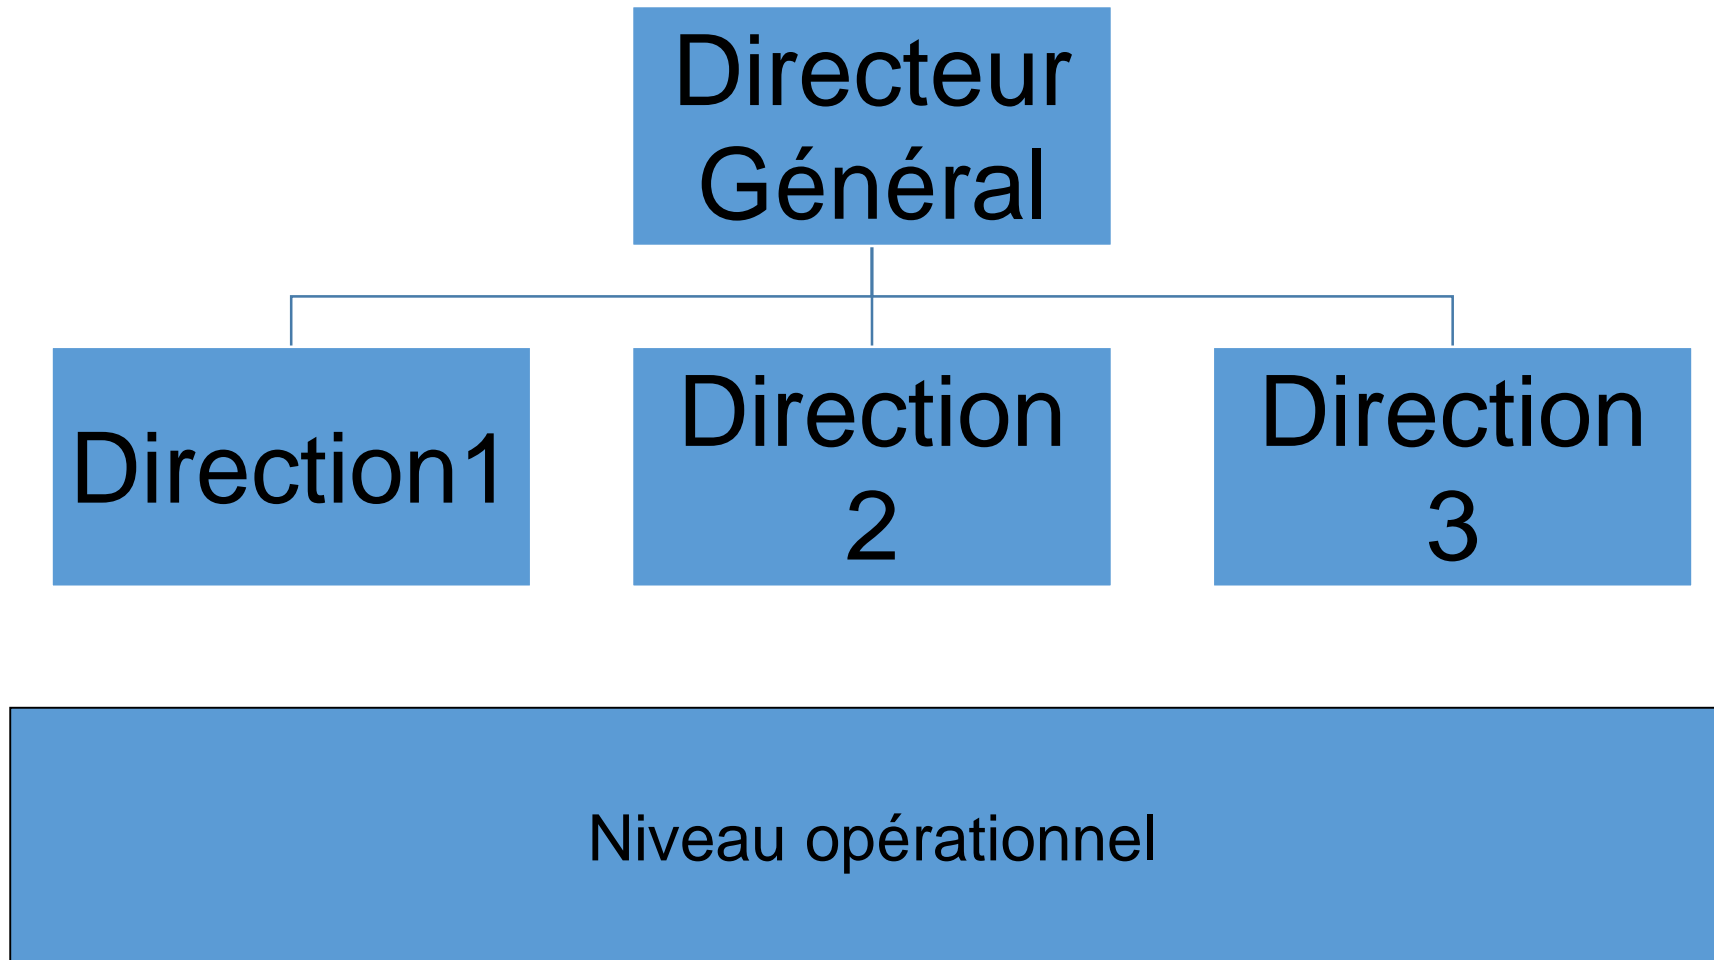 Directeur
Général
Direction1
Direction
2
Direction
3
Niveau opérationnel